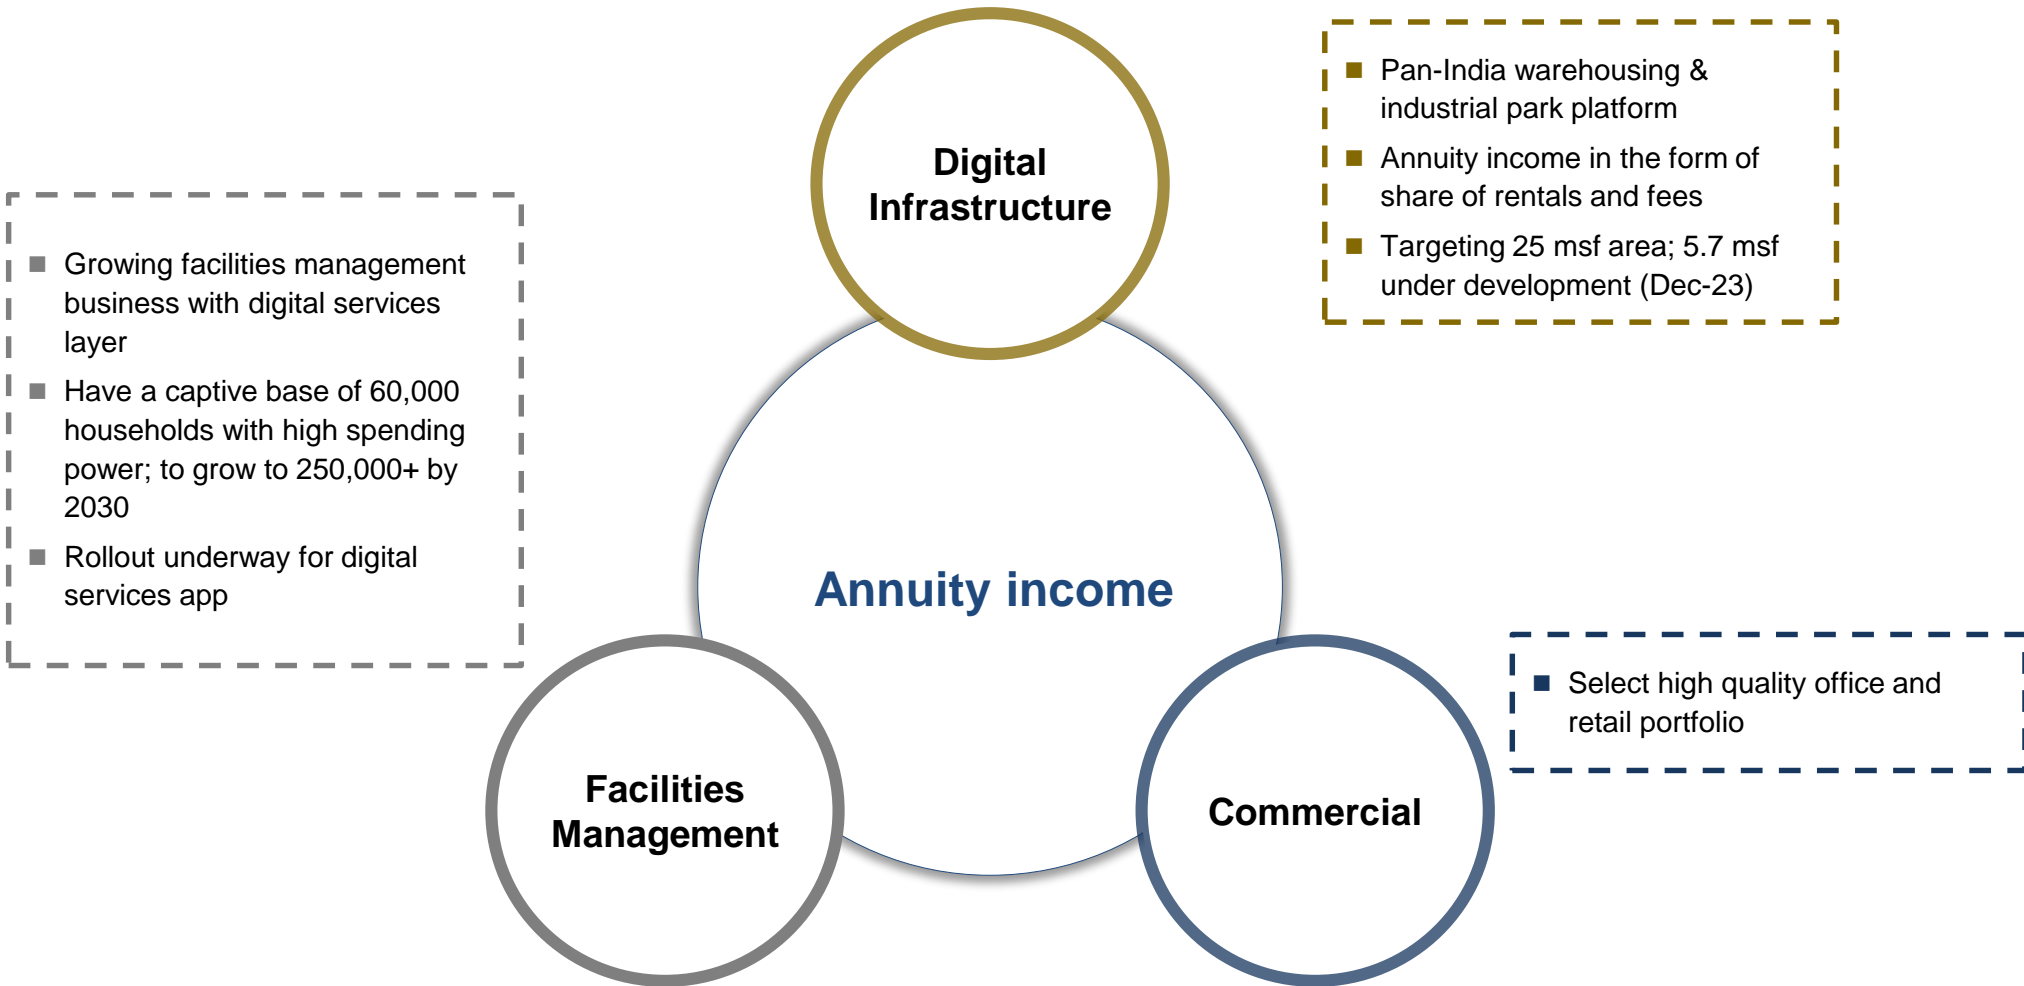 Digital
Infrastructure
Pan-India warehousing &
industrial park platform
Annuity income in the form of
share of rentals and fees
Targeting 25 msf area; 5.7 msf
under development (Dec-23)
Growing facilities management
business with digital services
layer
Have a captive base of 60,000
households with high spending
power; to grow to 250,000+ by
2030
Rollout underway for digital
services app
Annuity income
Select high quality office and
retail portfolio
Facilities
Management
Commercial